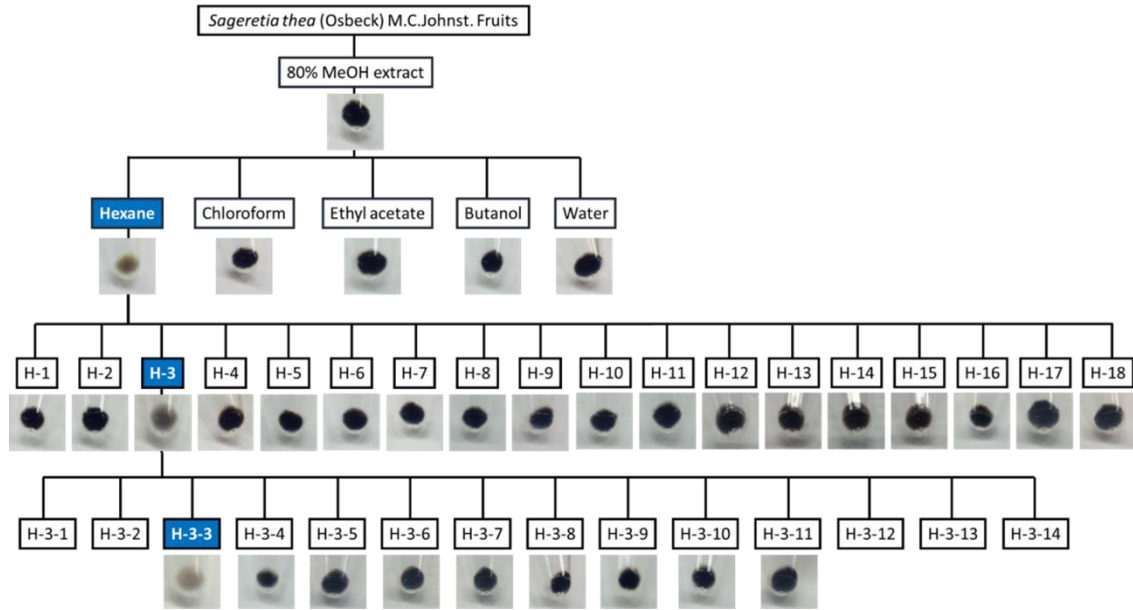 Sageretia thea (Osbeck) M.C.Johnst. Fruits
80% MeOH extract
Hexane
Chloroform
Ethyl acetate
Butanol
Water
H-1
H-2
H-3
H-4
H-5
H-6
H-7
H-8
H-9
H-10
H-11
H-12
H-13
H-14
H-15
H-16
H-17
H-18
H-3-1
H-3-2
H-3-3
H-3-4
H-3-5
H-3-6
H-3-7
H-3-8
H-3-9
H-3-10
H-3-11
H-3-12
H-3-13
H-3-14